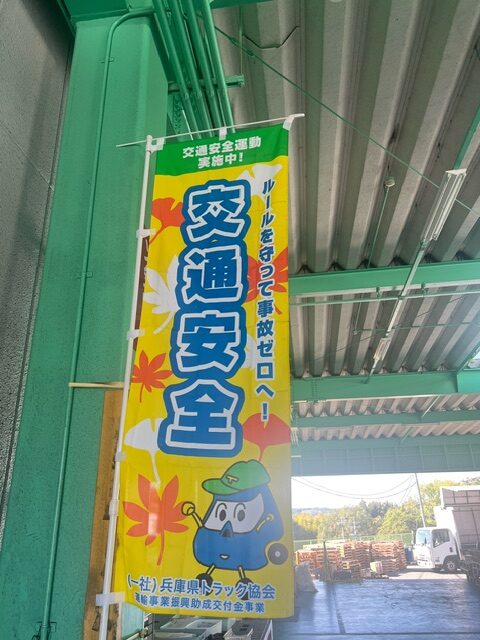 交通安全運動
実施中!
ルールを守って事故ゼロへ!
交通安全
(一社)兵庫県トラック協会
運輸事業振興助成交付金事業